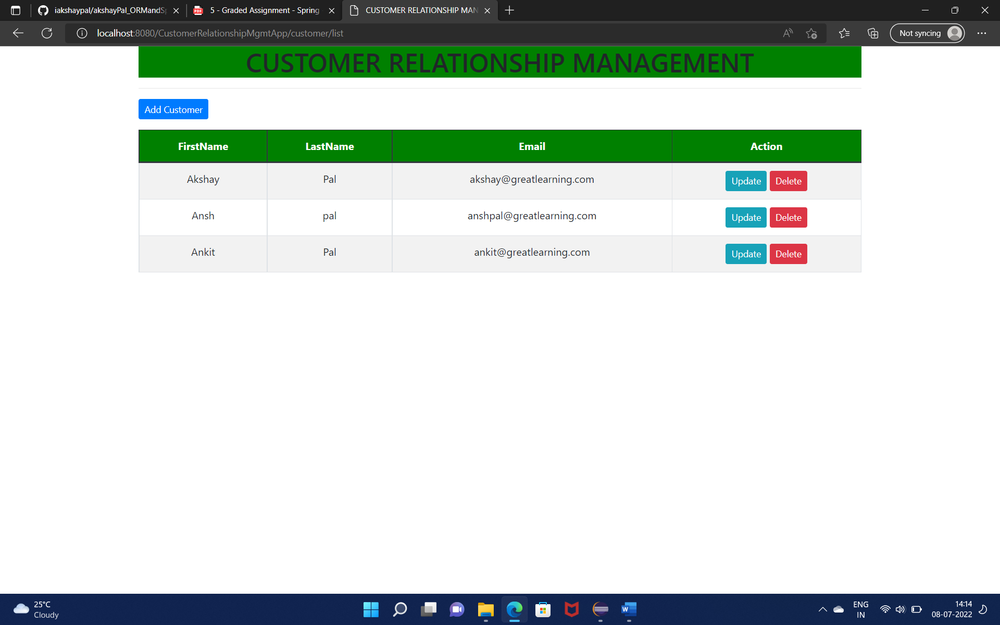 iakshaypal/akshayPal_ORMandSp
5 - Graded Assignment - Spring
CUSTOMER RELATIONSHIP MAN
localhost:8080/CustomerRelationshipMgmtApp/customer/list
Not syncing
CUSTOMER RELATIONSHIP MANAGEMENT
Add Customer
FirstName LastName Email Action
Akshay Pal akshay@greatlearning.com Update Delete
Ansh pal anshpal@greatlearning.com Update Delete
Ankit Pal ankit@greatlearning.com Update Delete
25°C
Cloudy
ENG
IN
14:14
08-07-2022